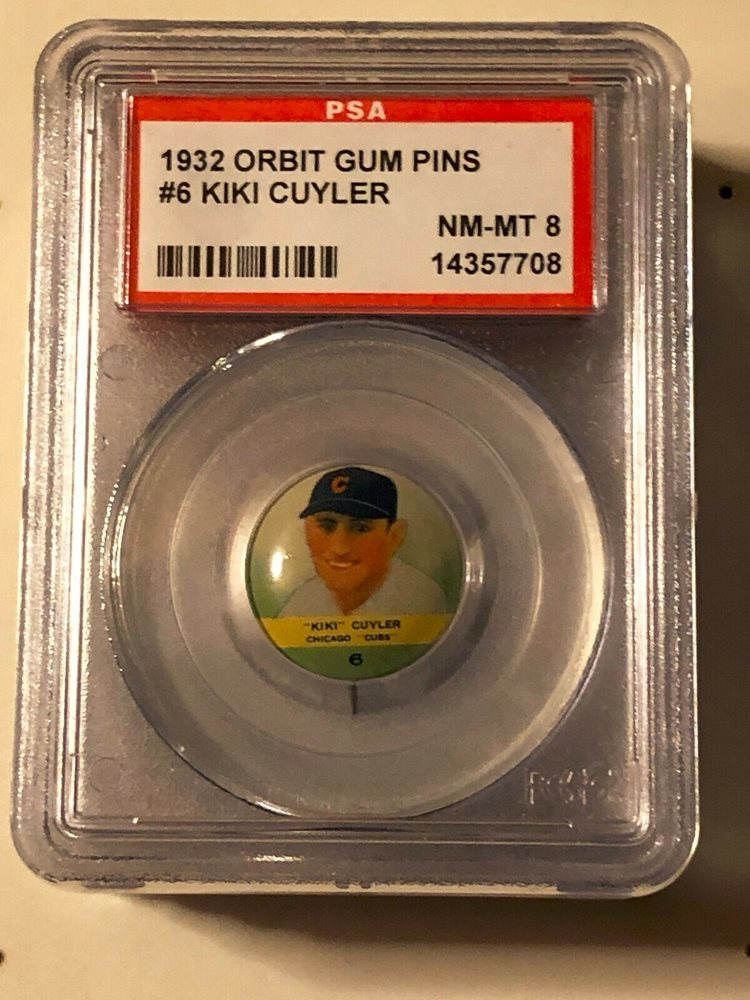 PSA
1932 ORBIT GUM PINS
#6 KIKI CUYLER
NM-MT 8
14357708
C
"KIKI" CUYLER
CHICAGO "CUBS"
6